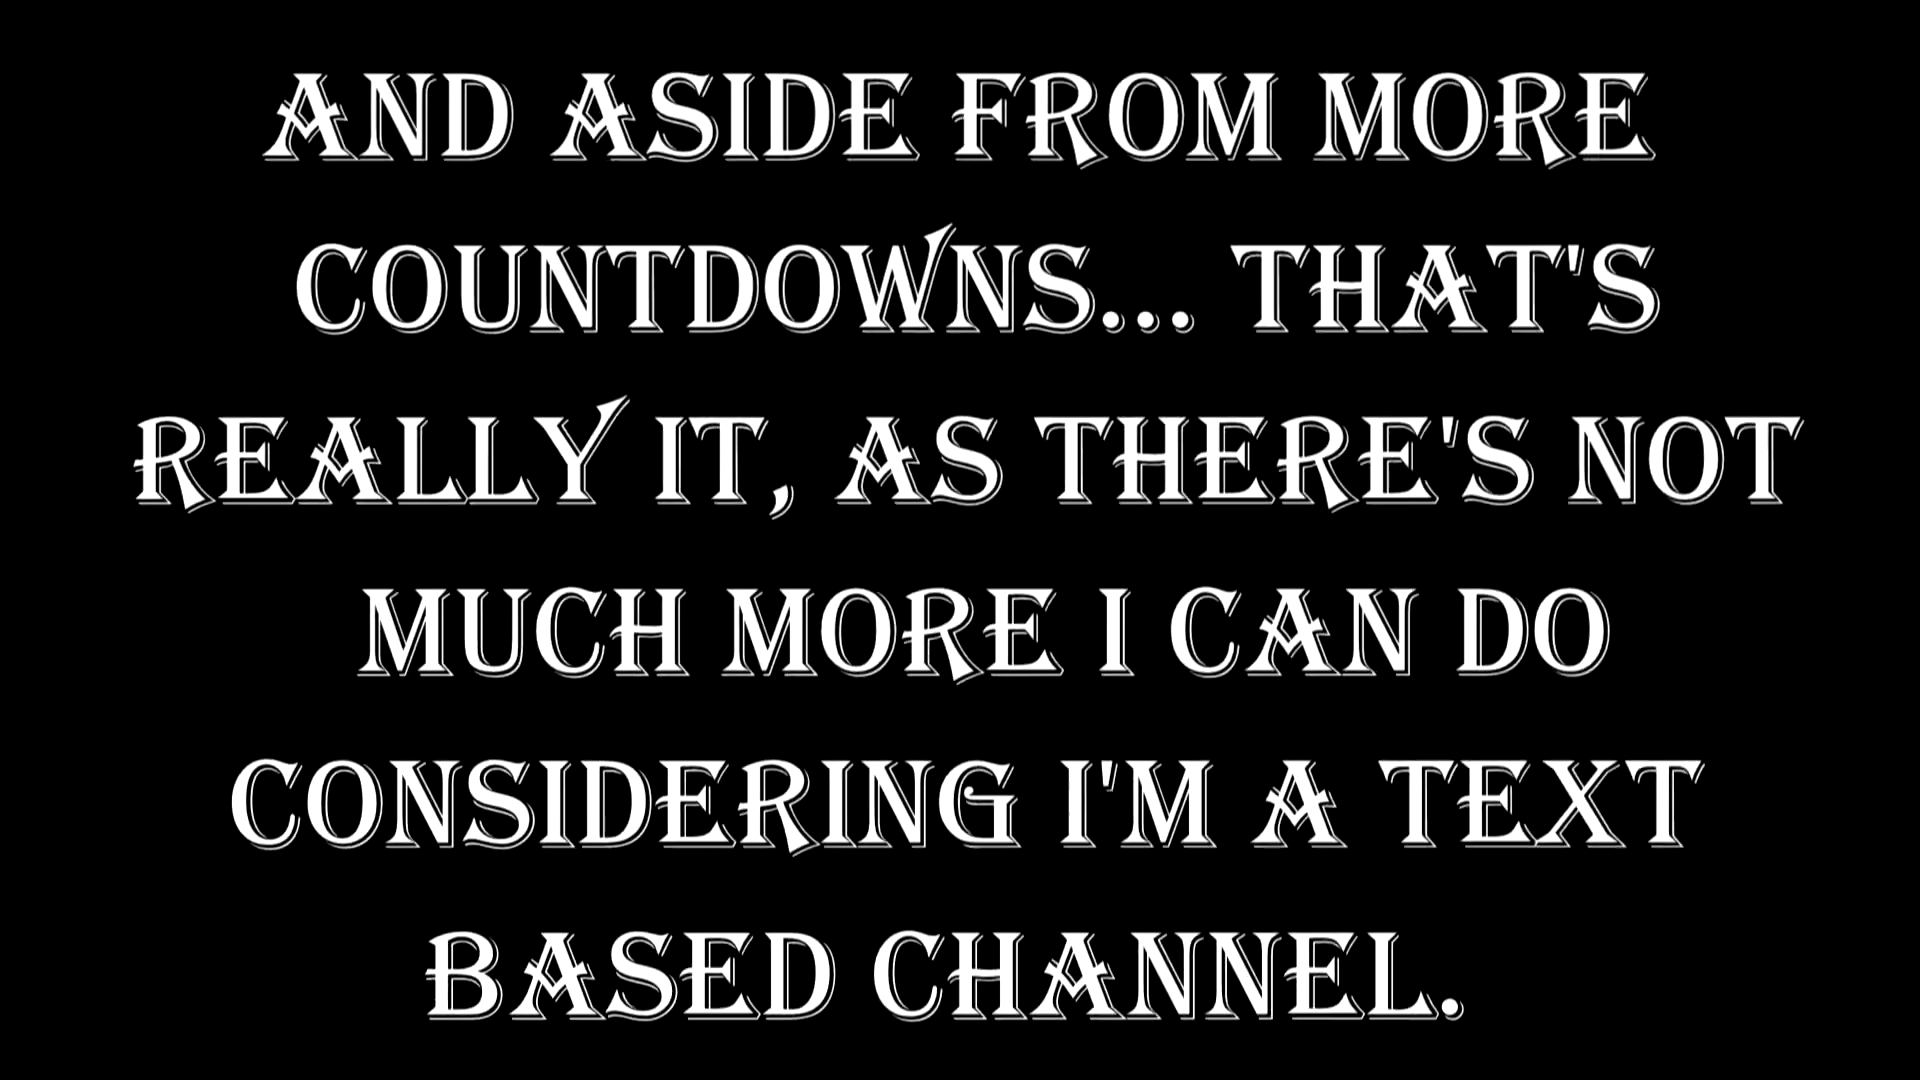 AND ASIDE FROM MORE
COUNTDOWNS... THAT'S
REALLY IT, AS THERE'S NOT
MUCH MORE I CAN DO
CONSIDERING I'M A TEXT
BASED CHANNEL.